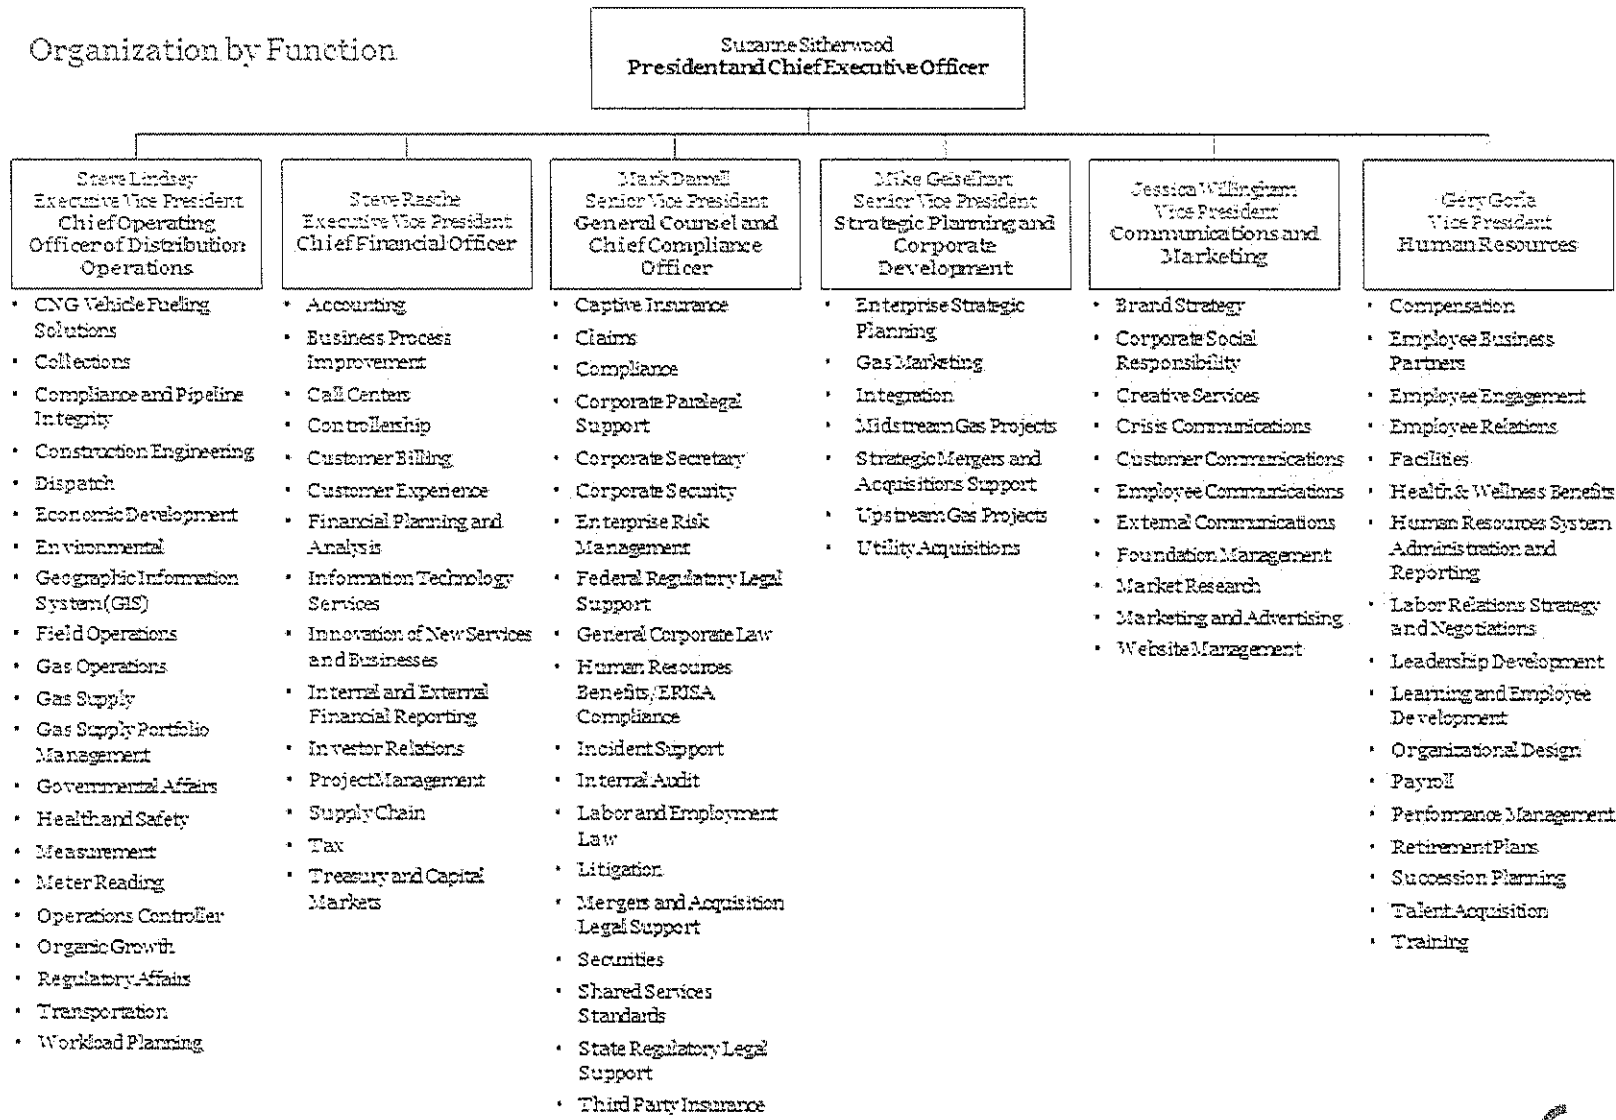 Organization by Function
Suzanne Sitherwood
President and Chief Executive Officer
Steve Lindsey
Executive Vice President
Chief Operating
Officer of Distribution
Operations
• CNG Vehicle Fueling
Solutions
• Collections
• Compliance and Pipeline
Integrity
• Construction Engineering
• Dispatch
• Economic Development
• Environmental
• Geographic Information
System (GIS)
• Field Operations
• Gas Operations
• Gas Supply
• Gas Supply Portfolio
Management
• Governmental Affairs
• Health and Safety
• Measurement
• Meter Reading
• Operations Controller
• Organic Growth
• Regulatory Affairs
• Transportation
• Workload Planning
Steve Rasche
Executive Vice President
Chief Financial Officer
• Accounting
• Business Process
Improvement
• Call Centers
• Controllership
• Customer Billing
• Customer Experience
• Financial Planning and
Analysis
• Information Technology
Services
• Innovation of New Services
and Businesses
• Internal and External
Financial Reporting
• Investor Relations
• Project Management
• Supply Chain
• Tax
• Treasury and Capital
Markets
Mark Darrell
Senior Vice President
General Counsel and
Chief Compliance
Officer
• Captive Insurance
• Claims
• Compliance
• Corporate Paralegal
Support
• Corporate Secretary
• Corporate Security
• Enterprise Risk
Management
• Federal Regulatory Legal
Support
• General Corporate Law
• Human Resources
Benefits/ERISA
Compliance
• Incident Support
• Internal Audit
• Labor and Employment
Law
• Litigation
• Mergers and Acquisition
Legal Support
• Securities
• Shared Services
Standards
• State Regulatory Legal
Support
• Third Party Insurance
Mike Geiselhart
Senior Vice President
Strategic Planning and
Corporate
Development
• Enterprise Strategic
Planning
• Gas Marketing
• Integration
• Midstream Gas Projects
• Strategic Mergers and
Acquisitions Support
• Upstream Gas Projects
• Utility Acquisitions
Jessica Willingham
Vice President
Communications and
Marketing
• Brand Strategy
• Corporate Social
Responsibility
• Creative Services
• Crisis Communications
• Customer Communications
• Employee Communications
• External Communications
• Foundation Management
• Market Research
• Marketing and Advertising
• Website Management
Gery Gorla
Vice President
Human Resources
• Compensation
• Employee Business
Partners
• Employee Engagement
• Employee Relations
• Facilities
• Health & Wellness Benefits
• Human Resources System
Administration and
Reporting
• Labor Relations Strategy
and Negotiations
• Leadership Development
• Learning and Employee
Development
• Organizational Design
• Payroll
• Performance Management
• Retirement Plans
• Succession Planning
• Talent Acquisition
• Training